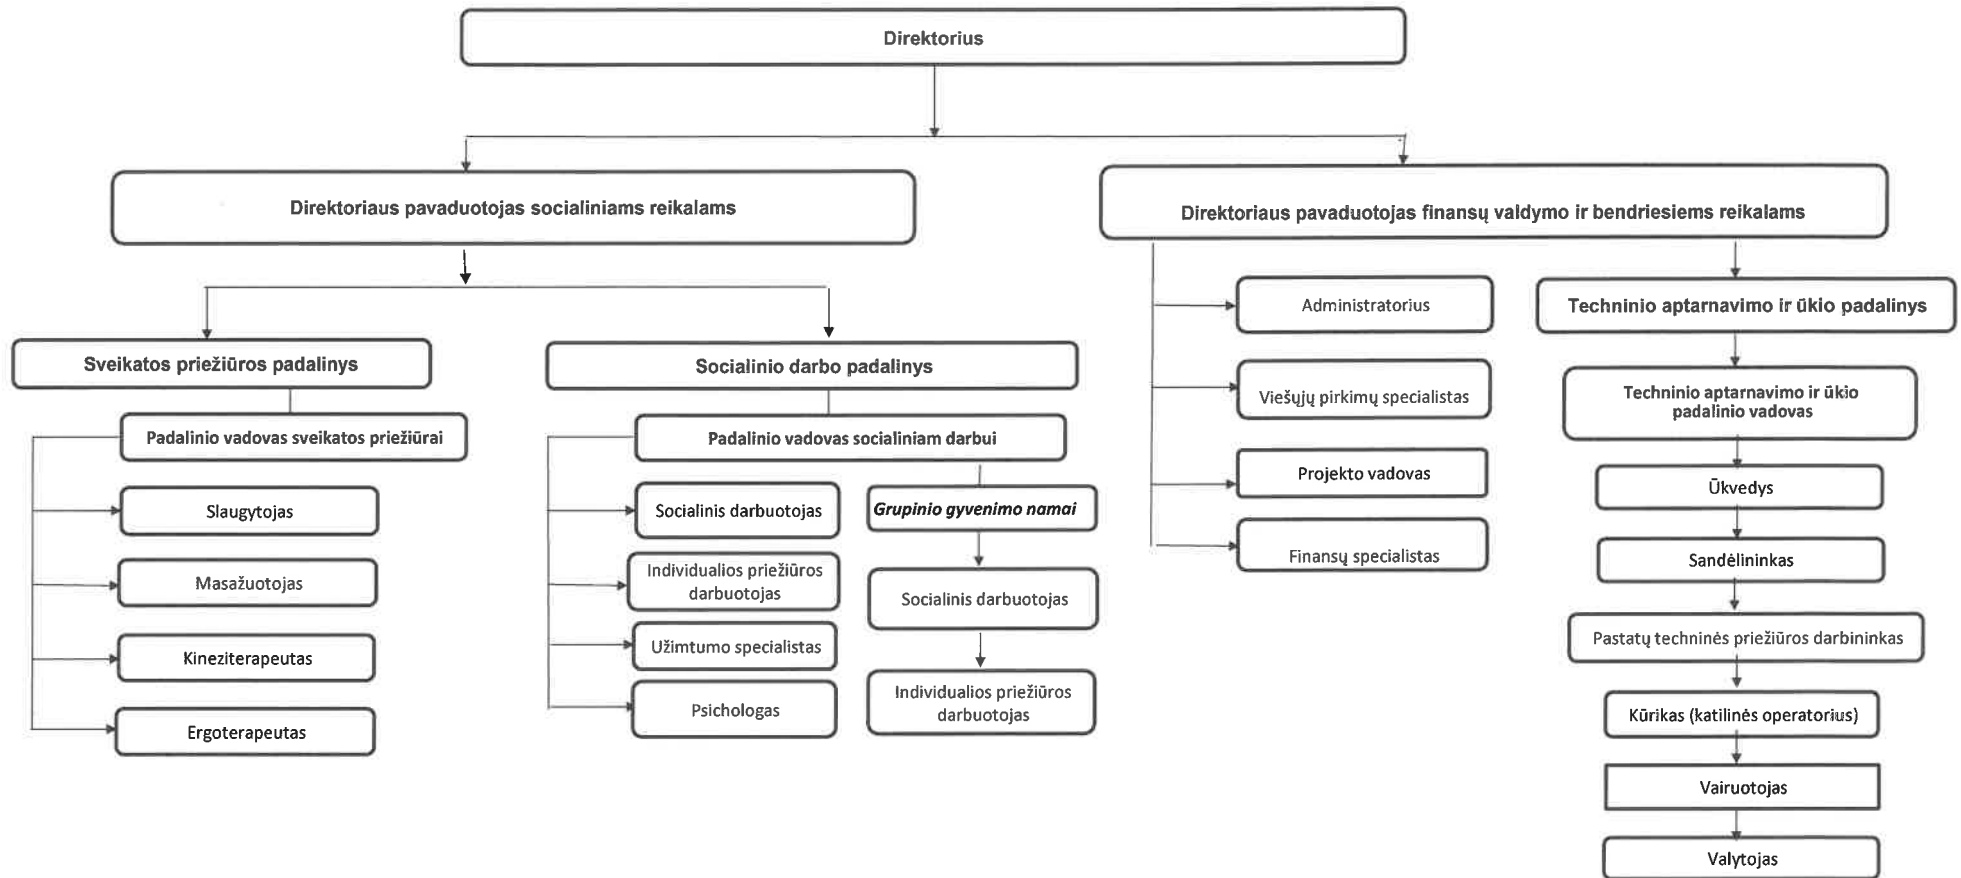 Direktorius
Direktoriaus pavaduotojas socialiniams reikalams
Direktoriaus pavaduotojas finansų valdymo ir bendriesiems reikalams
Sveikatos priežiūros padalinys
Padalinio vadovas sveikatos priežiūrai
Slaugytojas
Masažuotojas
Kineziterapeutas
Ergoterapeutas
Socialinio darbo padalinys
Padalinio vadovas socialiniam darbui
Socialinis darbuotojas
Individualios priežiūros
darbuotojas
Užimtumo specialistas
Psichologas
Grupinio gyvenimo namai
Socialinis darbuotojas
Individualios priežiūros
darbuotojas
Administratorius
Viešųjų pirkimų specialistas
Projekto vadovas
Finansų specialistas
Techninio aptarnavimo ir ūkio padalinys
Techninio aptarnavimo ir ūkio
padalinio vadovas
Ūkvedys
Sandėlininkas
Pastatų techninės priežiūros darbininkas
Kūrikas (katilinės operatorius)
Vairuotojas
Valytojas